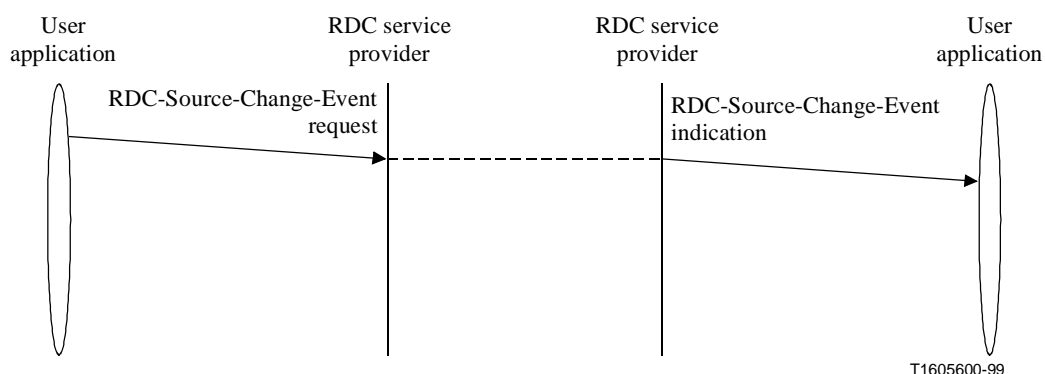 User
application
RDC service
provider
RDC service
provider
User
application
RDC-Source-Change-Event
request
RDC-Source-Change-Event
indication
T1605600-99